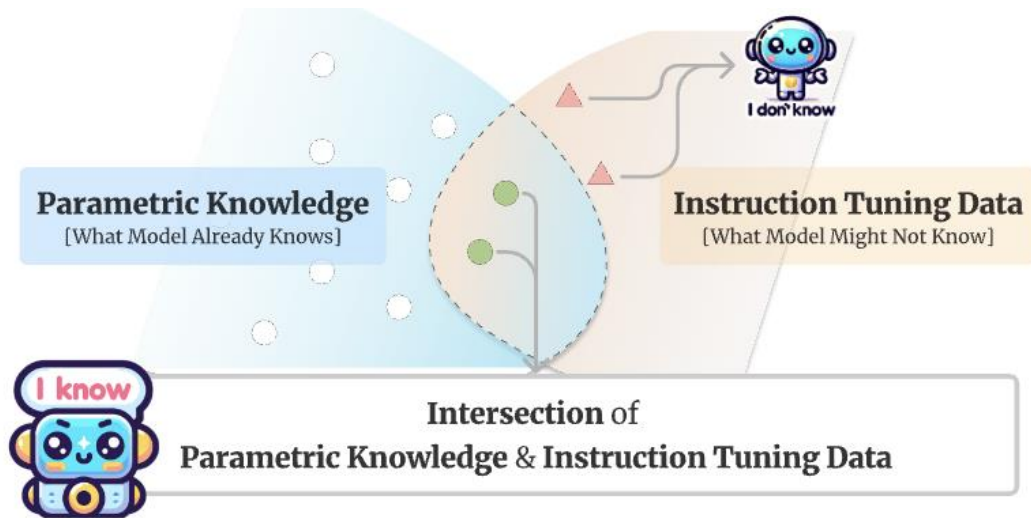 I don't know
Parametric Knowledge
[What Model Already Knows]
Instruction Tuning Data
[What Model Might Not Know]
I know
Intersection of
Parametric Knowledge & Instruction Tuning Data